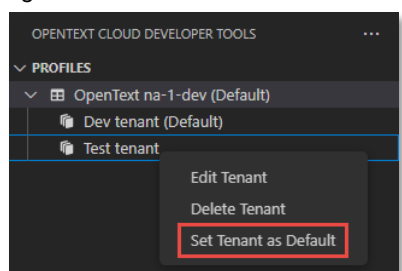 OPENTEXT CLOUD DEVELOPER TOOLS
PROFILES
OpenText na-1-dev (Default)
Dev tenant (Default)
Test tenant
Edit Tenant
Delete Tenant
Set Tenant as Default